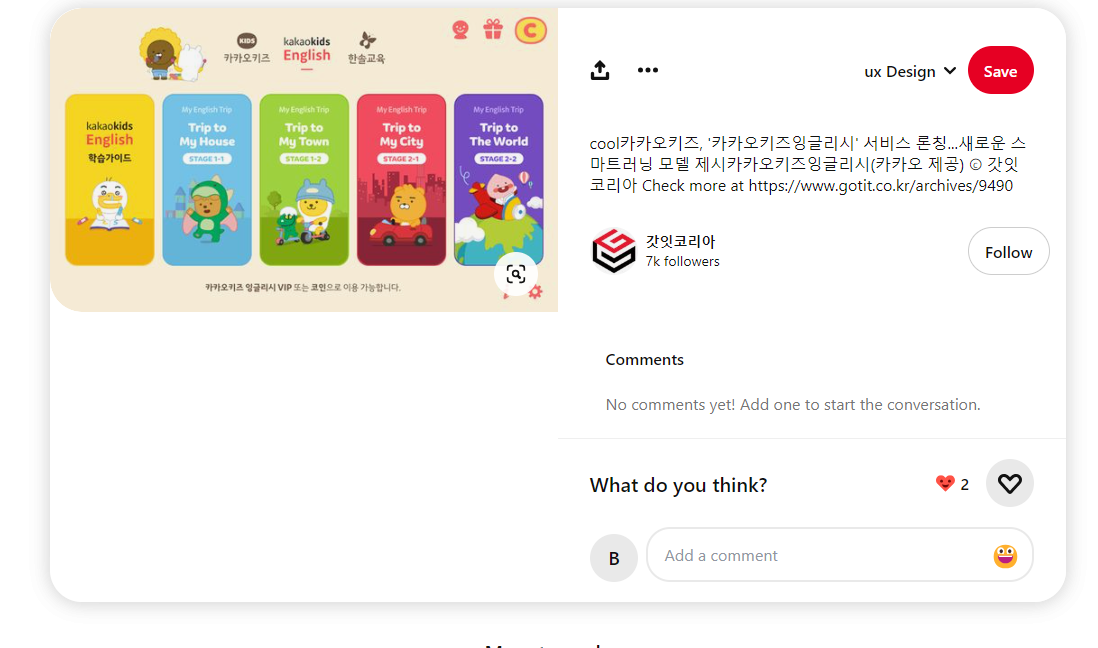 KIDS
카카오키즈
kakaokids
English
한솔교육
C
kakaokids
English
학습가이드
My English Trip
Trip to
My House
STAGE 1-1
My English Trip
Trip to
My Town
STAGE 1-2
My English Trip
Trip to
My City
STAGE 2-1
My English Trip
Trip to
The World
STAGE 2-2
카카오키즈 잉글리시 VIP 또는 코인으로 이용 가능합니다.
ux Design
Save
cool카카오키즈, '카카오키즈잉글리시' 서비스 론칭...새로운 스
마트러닝 모델 제시카카오키즈잉글리시(카카오 제공) © 갓잇
코리아 Check more at https://www.gotit.co.kr/archives/9490
갓잇코리아
7k followers
Follow
Comments
No comments yet! Add one to start the conversation.
What do you think?
2
B
Add a comment